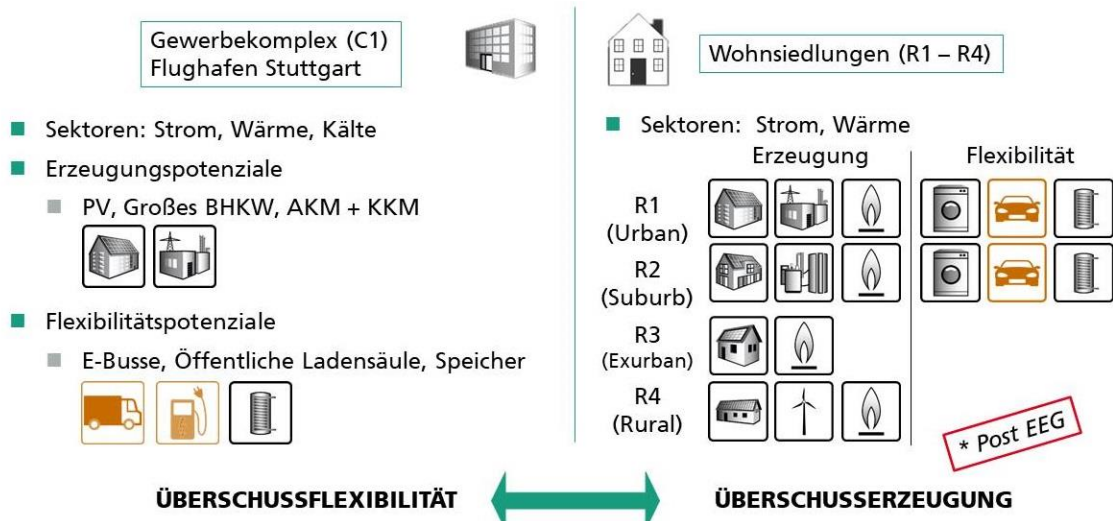 Gewerbekomplex (C1)
Flughafen Stuttgart
Sektoren: Strom, Wärme, Kälte
Erzeugungspotenziale
PV, Großes BHKW, AKM + KKM
Flexibilitätspotenziale
E-Busse, Öffentliche Ladensäule, Speicher
Wohnsiedlungen (R1 – R4)
Sektoren: Strom, Wärme
Erzeugung Flexibilität
R1
(Urban)
R2
(Suburb)
R3
(Exurban)
R4
(Rural)
* Post EEG
ÜBERSCHUSSFLEXIBILITÄT ÜBERSCHUSSERZEUGUNG